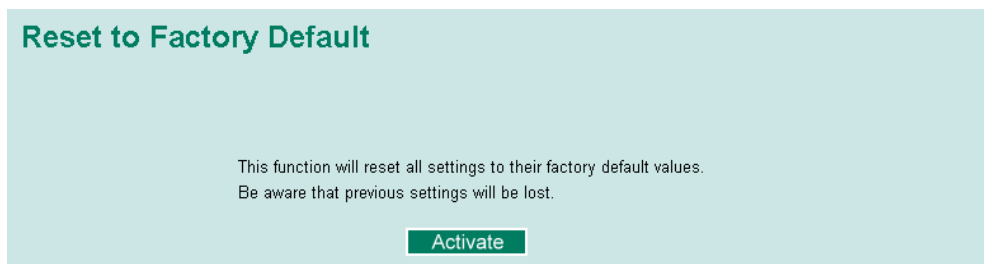 Reset to Factory Default
This function will reset all settings to their factory default values.
Be aware that previous settings will be lost.
Activate